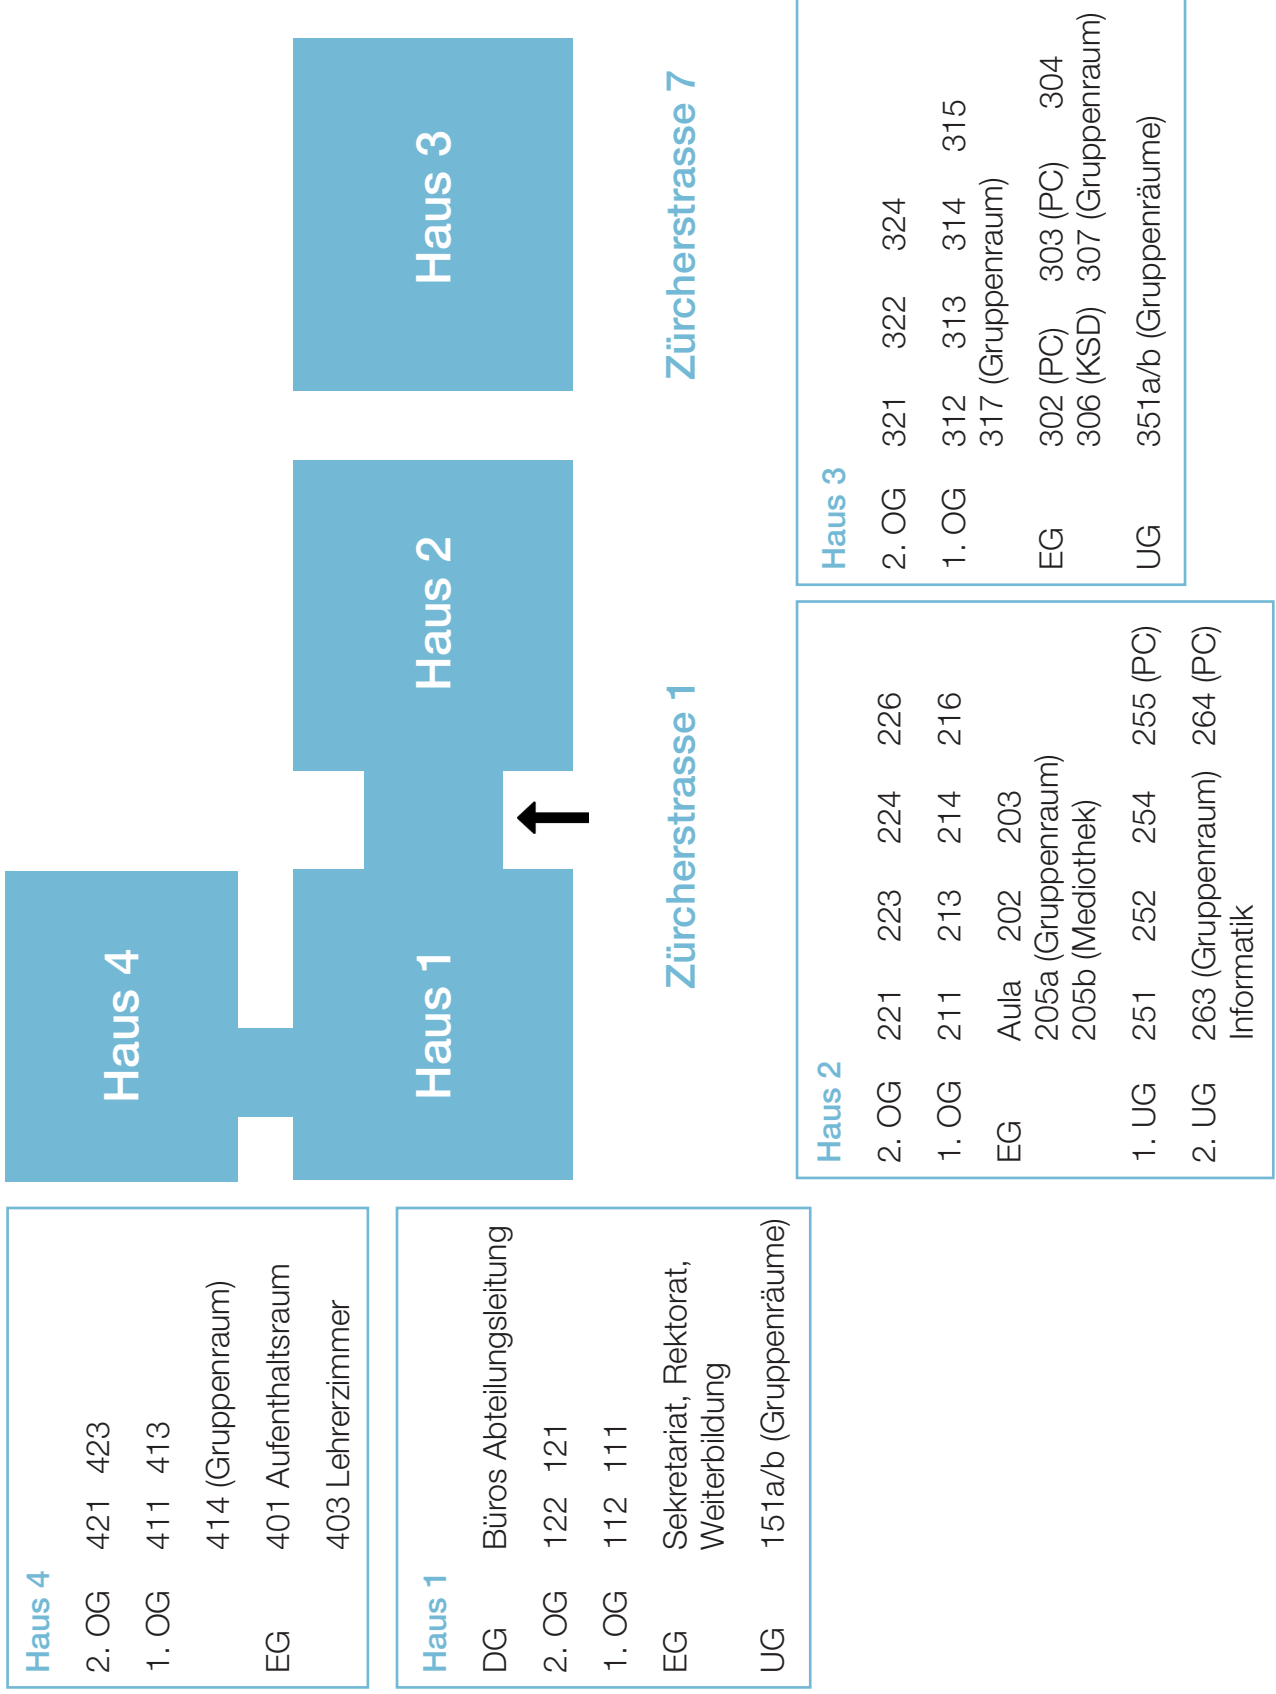 Haus 4
2. OG 421 423
1. OG 411 413
414 (Gruppenraum)
EG 401 Aufenthaltsraum
403 Lehrerzimmer
Haus 1
DG Büros Abteilungsleitung
2. OG 122 121
1. OG 112 111
EG Sekretariat, Rektorat,
Weiterbildung
UG 151a/b (Gruppenräume)
Haus 4
Haus 1
Haus 2
Haus 3
Zürcherstrasse 1
Zürcherstrasse 7
Haus 2
2. OG 221 223 224 226
1. OG 211 213 214 216
EG Aula 202 203
205a (Gruppenraum)
205b (Mediothek)
1. UG 251 252 254 255 (PC)
2. UG 263 (Gruppenraum) 264 (PC)
Informatik
Haus 3
2. OG 321 322 324
1. OG 312 313 314 315
317 (Gruppenraum)
EG 302 (PC) 303 (PC) 304
306 (KSD) 307 (Gruppenraum)
UG 351a/b (Gruppenräume)